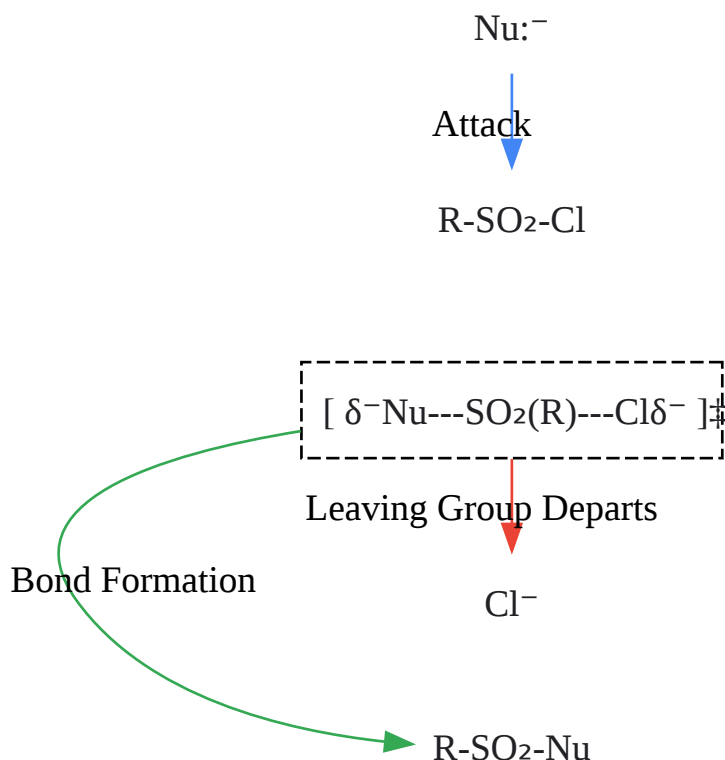 Nu:⁻
Attack
R-SO₂-Cl
[ δ⁻Nu---SO₂(R)---Clδ⁻ ]‡
Leaving Group Departs
Bond Formation
Cl⁻
R-SO₂-Nu